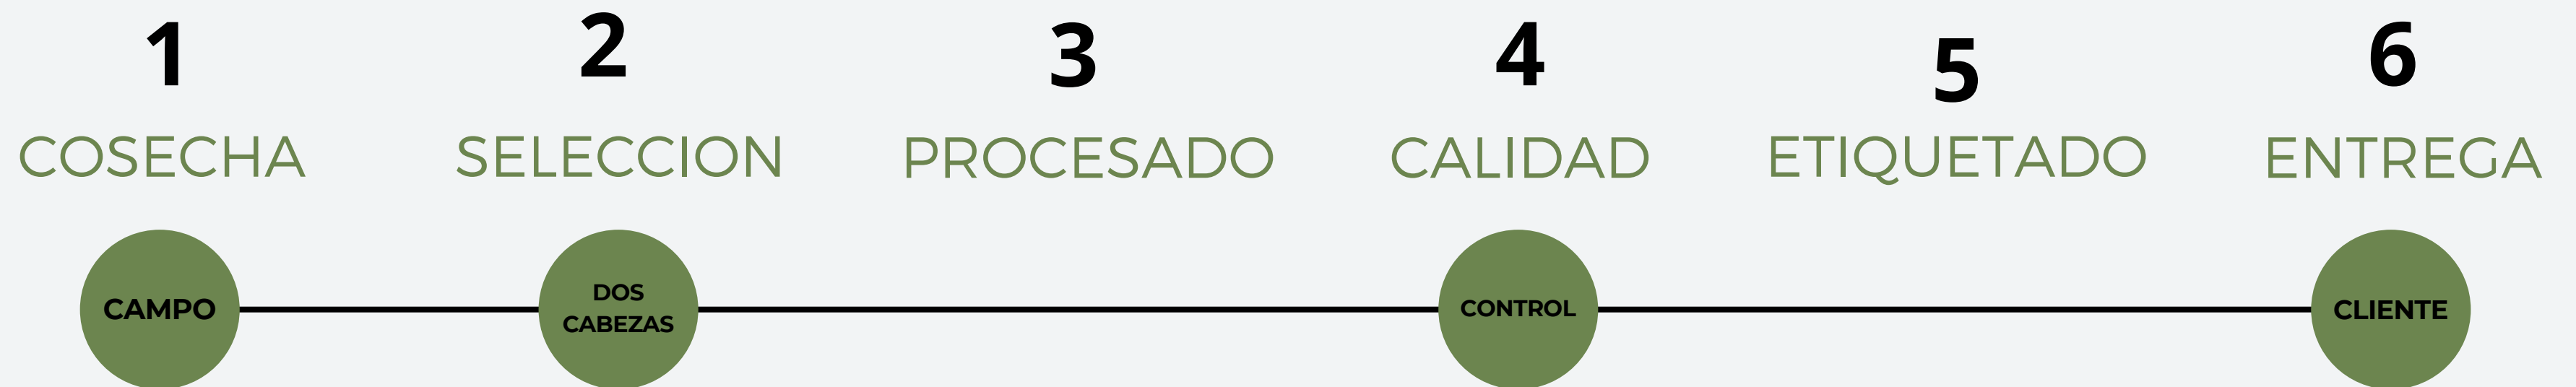 1
2
3
4
5
6
COSECHA
SELECCION
PROCESADO
CALIDAD
ETIQUETADO
ENTREGA
CAMPO
DOS
CABEZAS
CONTROL
CLIENTE